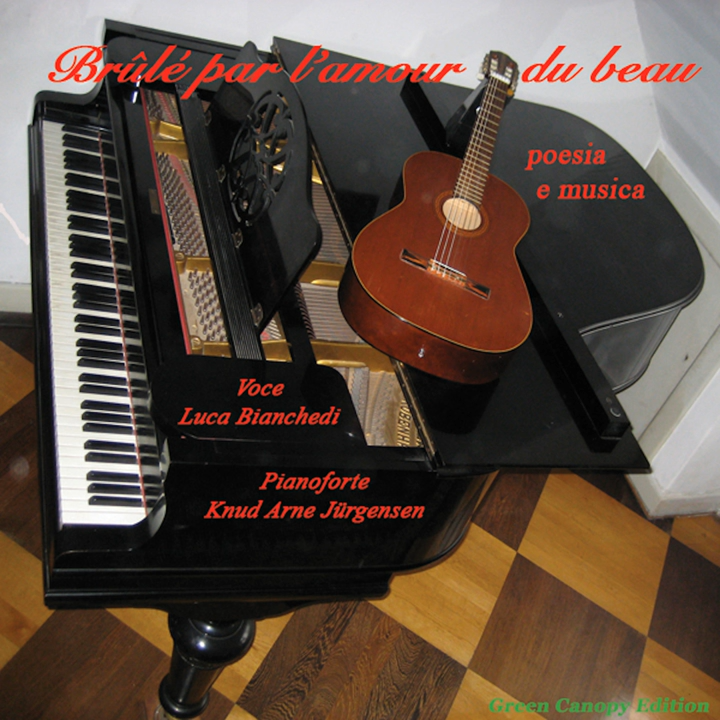 Brûlé par l'amour du beau
poesia
e musica
Voce
Luca Bianchedi
Pianoforte
Knud Arne Jürgensen
Green Canopy Edition